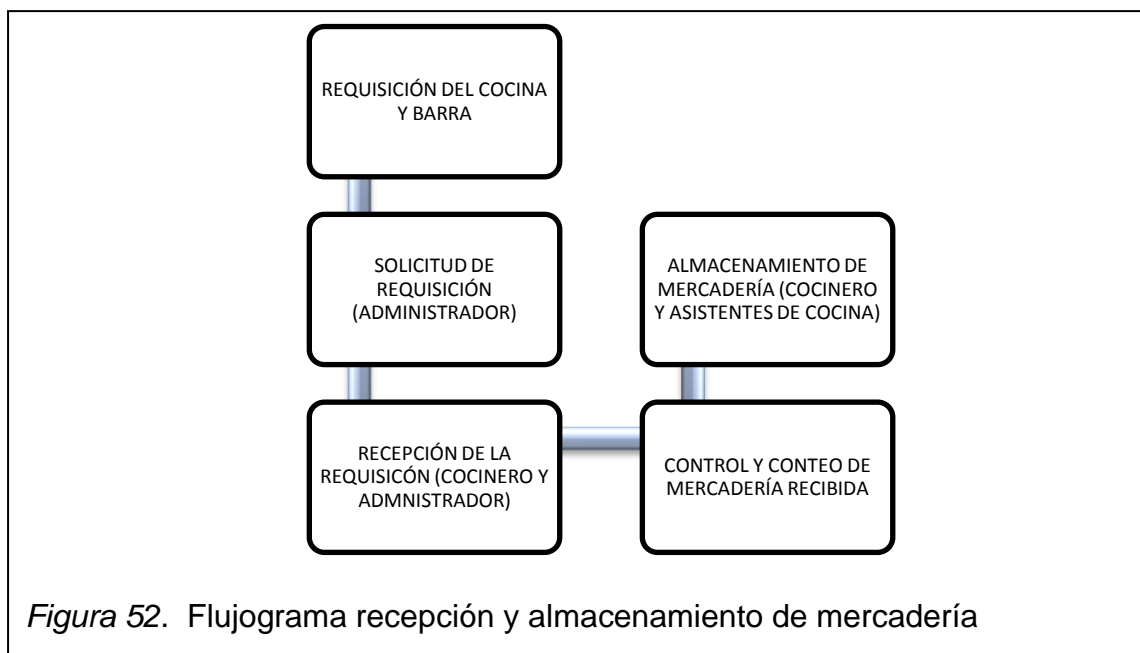 REQUISICIÓN DEL COCINA
Y BARRA
SOLICITUD DE
REQUISICIÓN
(ADMINISTRADOR)
RECEPCIÓN DE LA
REQUISICÓN (COCINERO Y
ADMNISTRADOR)
CONTROL Y CONTEO DE
MERCADERÍA RECIBIDA
ALMACENAMIENTO DE
MERCADERÍA (COCINERO
Y ASISTENTES DE COCINA)
Figura 52. Flujograma recepción y almacenamiento de mercadería